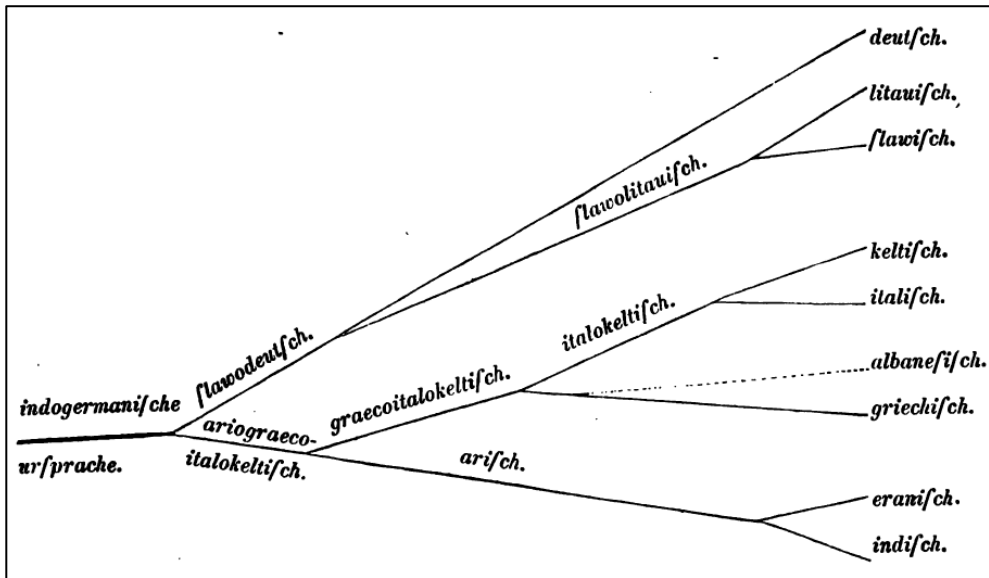 deutſch.
litauiſch.
ſlawiſch.
ſlawolitauiſch.
keltiſch.
italiſch.
italokeltiſch.
ſlawodeutſch.
albaneſiſch.
graecoitalokeltiſch.
griechiſch.
indogermaniſche
urſprache.
ariograeco-
italokeltiſch.
ariſch.
eraniſch.
indiſch.